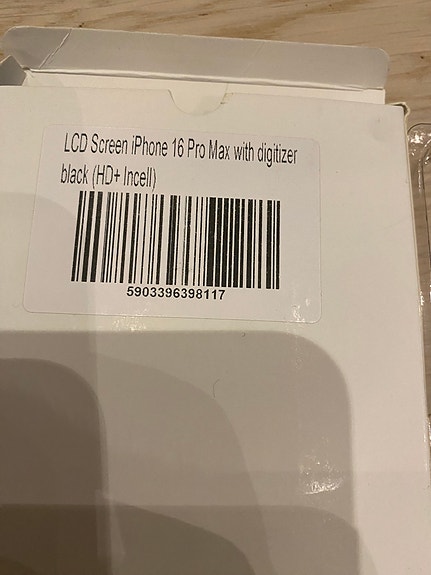 LCD Screen iPhone 16 Pro Max with digitizer
black (HD+ Incell)
5903396398117